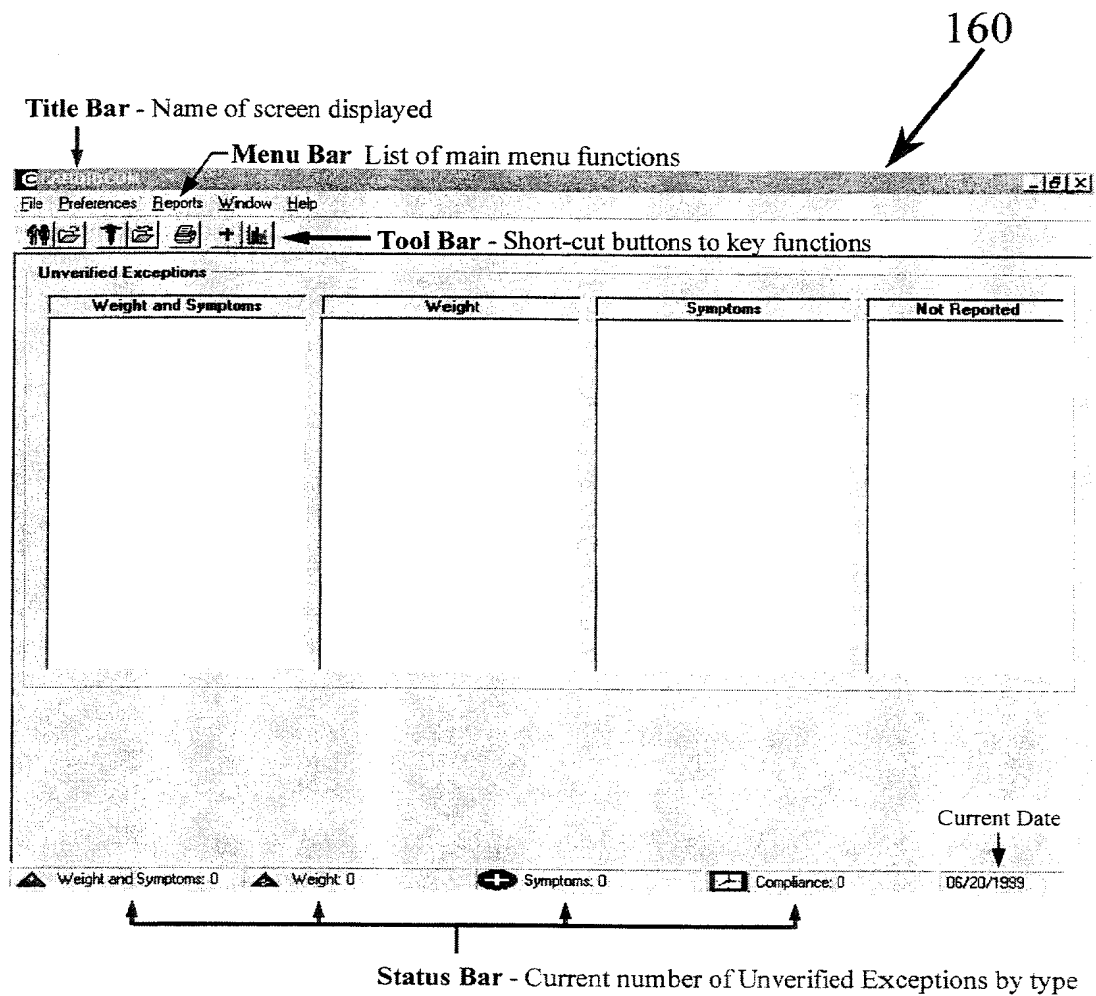 160
Title Bar - Name of screen displayed
Menu Bar List of main menu functions
File Preferences Reports Window Help
Tool Bar - Short-cut buttons to key functions
Unverified Exceptions
Weight and Symptoms Weight Symptoms Not Reported
Current Date
Weight and Symptoms: 0 Weight: 0 Symptoms: 0 Compliance: 0 06/20/1999
Status Bar - Current number of Unverified Exceptions by type